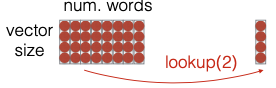 num. words
vector
size
lookup(2)